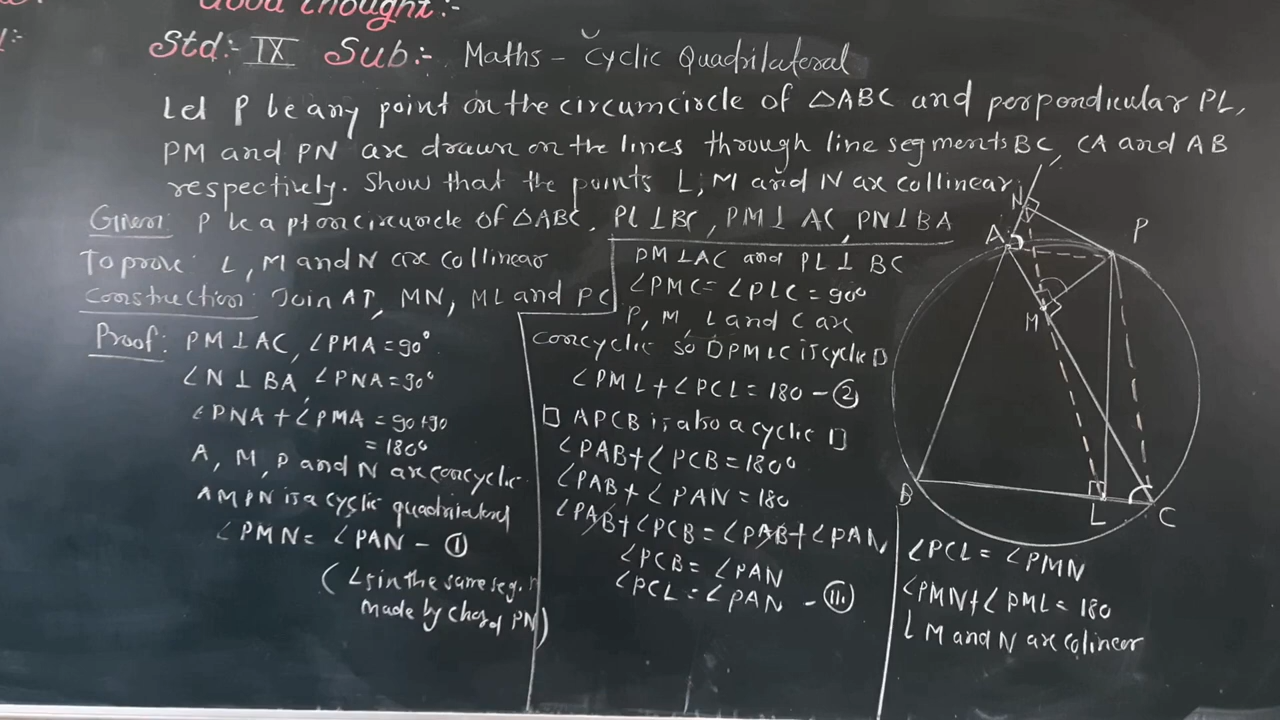 Good thought:-
Std:- IX Sub:- Maths - Cyclic Quadrilateral
Let P be any point on the circumcircle of △ABC and perpendicular PL,
PM and PN are drawn on the lines through line segments BC, CA and AB
respectively. Show that the points L, M and N are collinear.
Given: P is a pt on circumcircle of △ABC, PL ⊥ BC, PM ⊥ AC, PN ⊥ BA
To prove: L, M and N are collinear
Construction: Join AP, MN, ML and PC
Proof: PM ⊥ AC, ∠PMA = 90°
∠N ⊥ BA, ∠PNA = 90°
∠PNA + ∠PMA = 90+90
= 180°
A, M, P and N are concyclic.
AMPN is a cyclic quadrilateral
∠PMN = ∠PAN - ①
(∠s in the same seg.
made by chord PN)
PM ⊥ AC and PL ⊥ BC
∠PMC = ∠PLC = 90°
P, M, L and C are
concyclic so □PMLC is cyclic □
∠PML + ∠PCL = 180 - ②
□ APCB is also a cyclic □
∠PAB + ∠PCB = 180°
∠PAB + ∠PAN = 180
∠PAB + ∠PCB = ∠PAB + ∠PAN
∠PCB = ∠PAN
∠PCL = ∠PAN - III.
∠PCL = ∠PMN
∠PMN + ∠PML = 180
L M and N are colinear
N
A
P
M
B
L
C